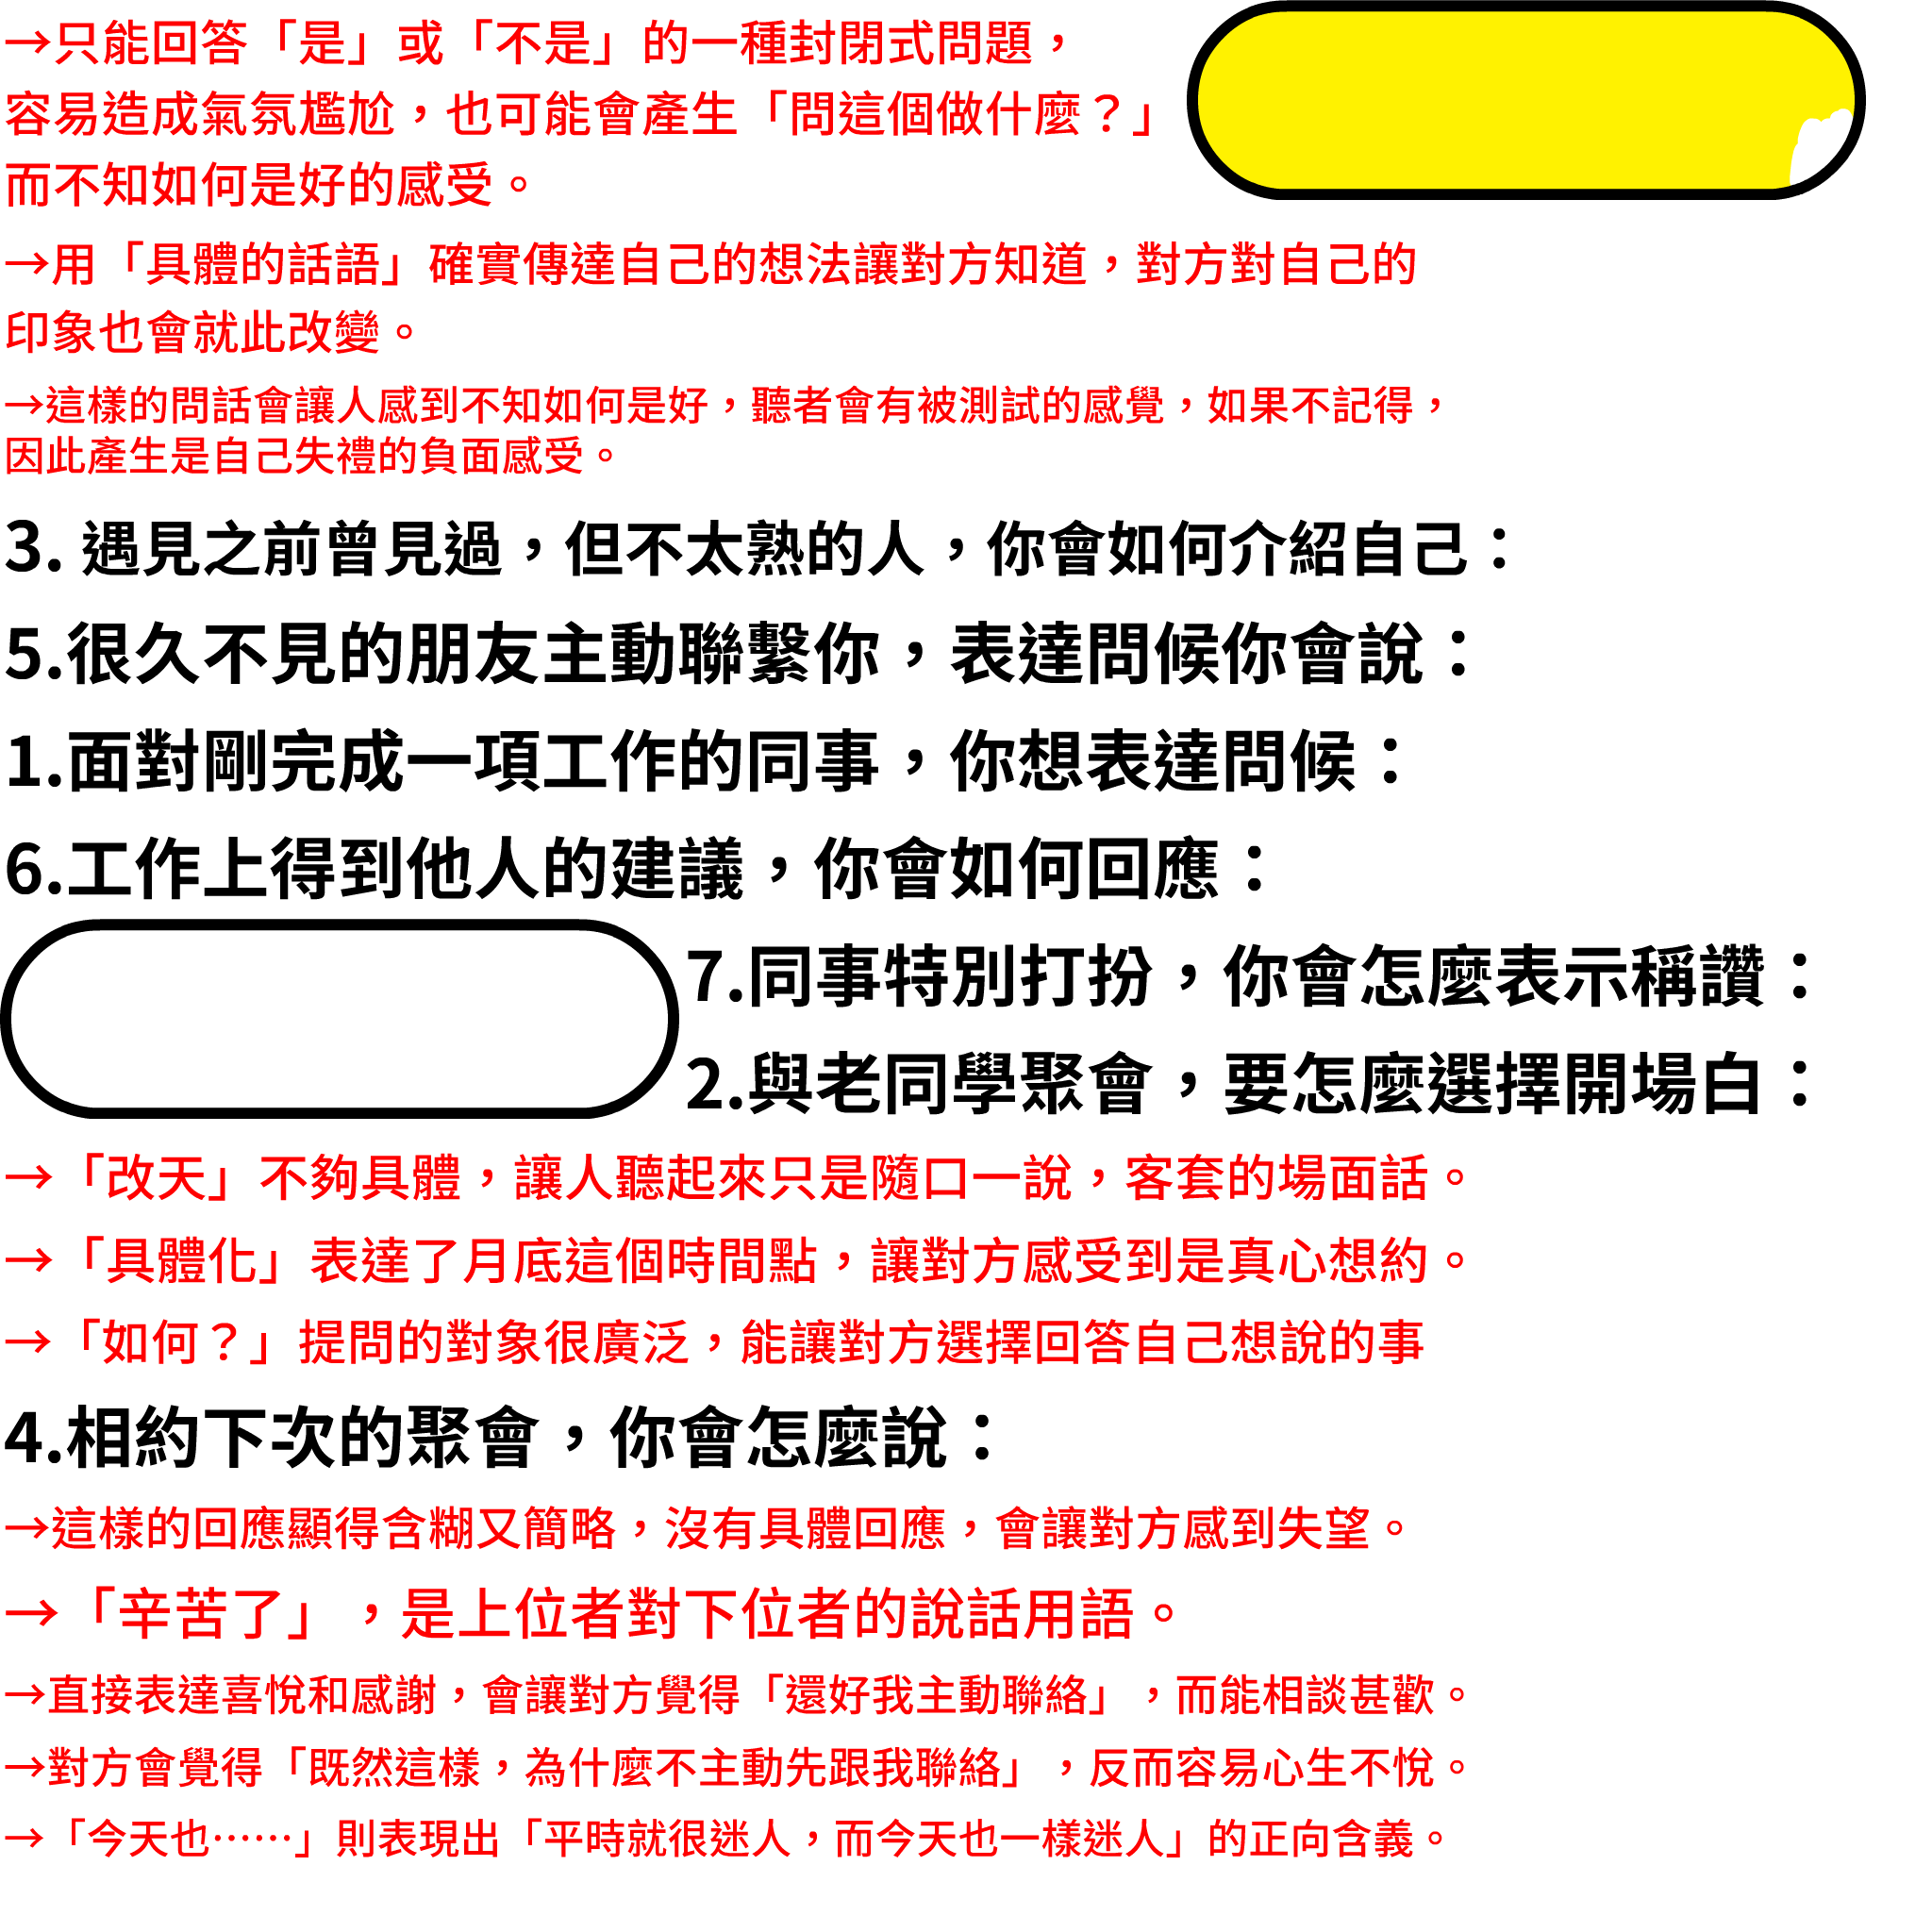 →只能回答「是」或「不是」的一種封閉式問題，
容易造成氣氛尷尬，也可能會產生「問這個做什麼？」
而不知如何是好的感受。
→用「具體的話語」確實傳達自己的想法讓對方知道，對方對自己的
印象也會就此改變。
→這樣的問話會讓人感到不知如何是好，聽者會有被測試的感覺，如果不記得，
因此產生是自己失禮的負面感受。
3. 遇見之前曾見過，但不太熟的人，你會如何介紹自己：
5.很久不見的朋友主動聯繫你，表達問候你會說：
1.面對剛完成一項工作的同事，你想表達問候：
6.工作上得到他人的建議，你會如何回應：
7.同事特別打扮，你會怎麼表示稱讚：
2.與老同學聚會，要怎麼選擇開場白：
→「改天」不夠具體，讓人聽起來只是隨口一說，客套的場面話。
→「具體化」表達了月底這個時間點，讓對方感受到是真心想約。
→「如何？」提問的對象很廣泛，能讓對方選擇回答自己想說的事
4.相約下次的聚會，你會怎麼說：
→這樣的回應顯得含糊又簡略，沒有具體回應，會讓對方感到失望。
→「辛苦了」，是上位者對下位者的說話用語。
→直接表達喜悅和感謝，會讓對方覺得「還好我主動聯絡」，而能相談甚歡。
→對方會覺得「既然這樣，為什麼不主動先跟我聯絡」，反而容易心生不悅。
→「今天也……」則表現出「平時就很迷人，而今天也一樣迷人」的正向含義。